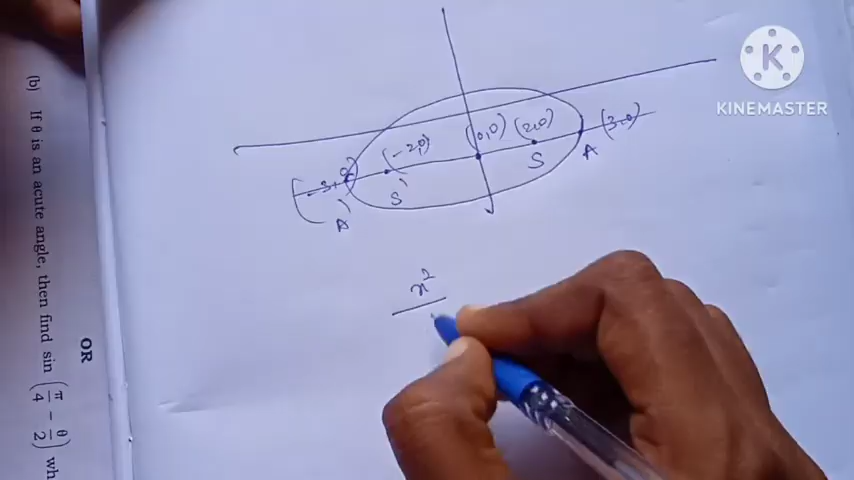 K
KINEMASTER
(-3,0)
(-2,0)
(0,0)
(2,0)
(3,0)
A'
S'
S
A
x²
(b) If θ is an acute angle, then find sin (π/4 - θ/2) wh
OR